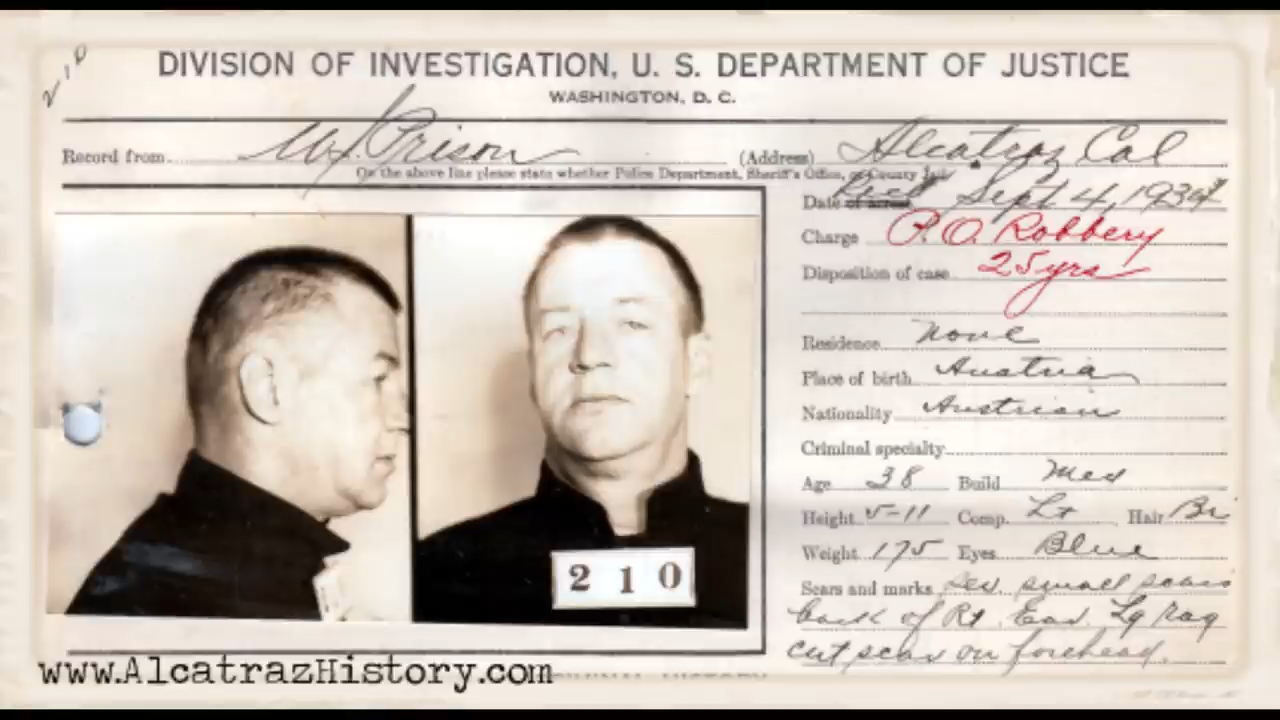 2-10
DIVISION OF INVESTIGATION, U. S. DEPARTMENT OF JUSTICE
WASHINGTON, D. C.
Record from U.S. Prison (Address) Alcatraz Cal
On the above line please state whether Police Department, Sheriff's Office, or County Jail
Date of arrest Rec'd Sept 4, 1934
Charge P.O. Robbery
Disposition of case 25 yrs
Residence None
Place of birth Austria
Nationality Austrian
Criminal specialty
Age 38 Build Med
Height 5-11 Comp. Lt Hair Br
Weight 175 Eyes Blue
Scars and marks Sev. small scars
back of Rt. Ear. Lg rag
cut scar on forehead.
210
www.AlcatrazHistory.com